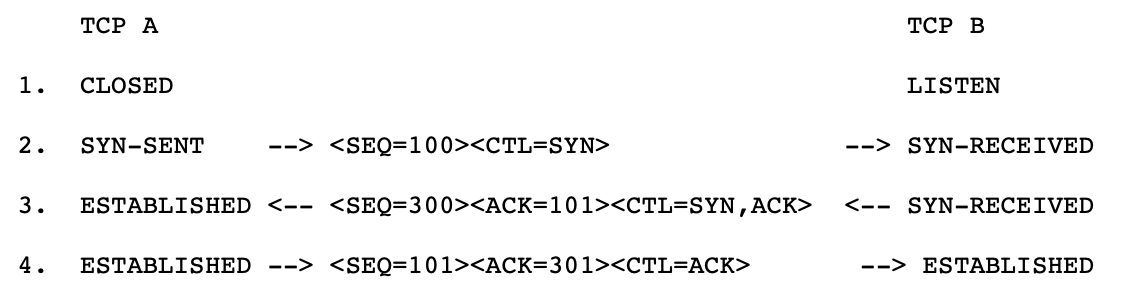 TCP A                                                TCP B
1.  CLOSED                                               LISTEN
2.  SYN-SENT    --> <SEQ=100><CTL=SYN>               --> SYN-RECEIVED
3.  ESTABLISHED <-- <SEQ=300><ACK=101><CTL=SYN,ACK>  <-- SYN-RECEIVED
4.  ESTABLISHED --> <SEQ=101><ACK=301><CTL=ACK>       --> ESTABLISHED